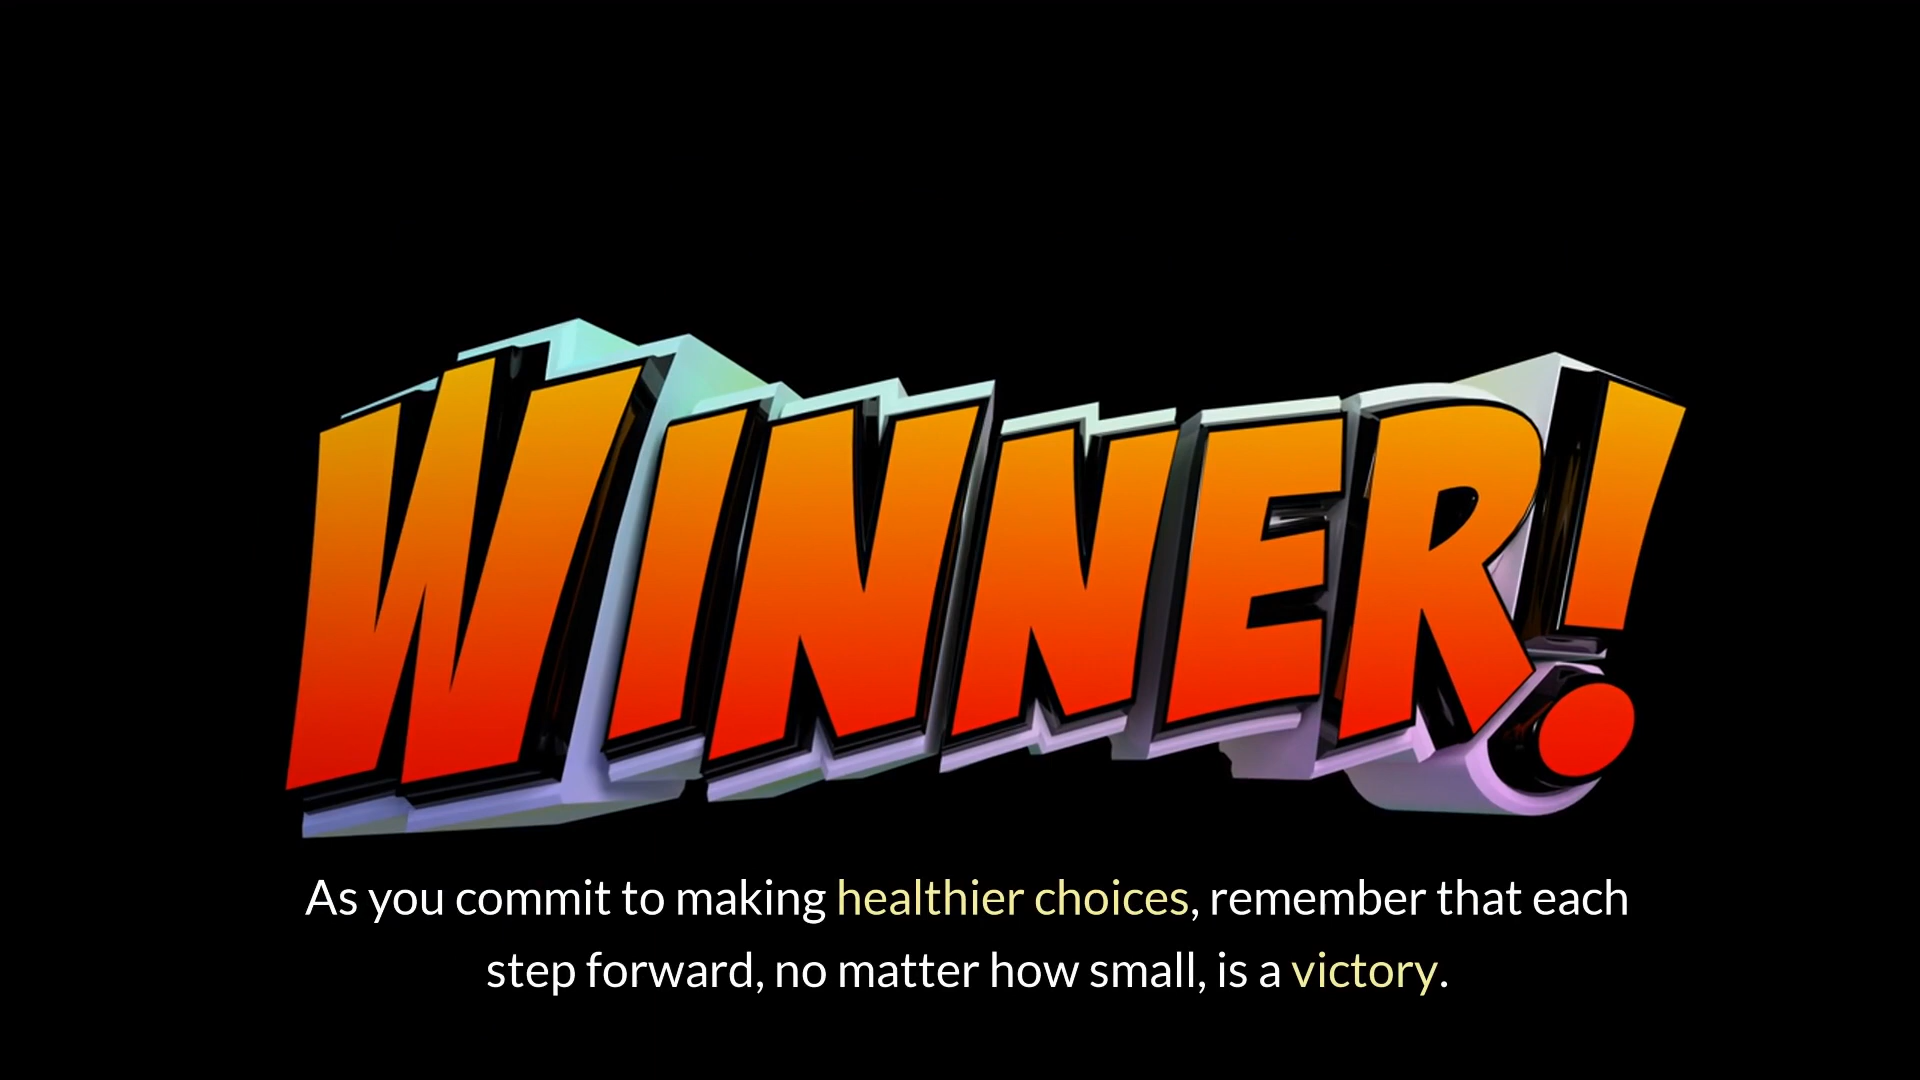 WINNER!
As you commit to making healthier choices, remember that each
step forward, no matter how small, is a victory.